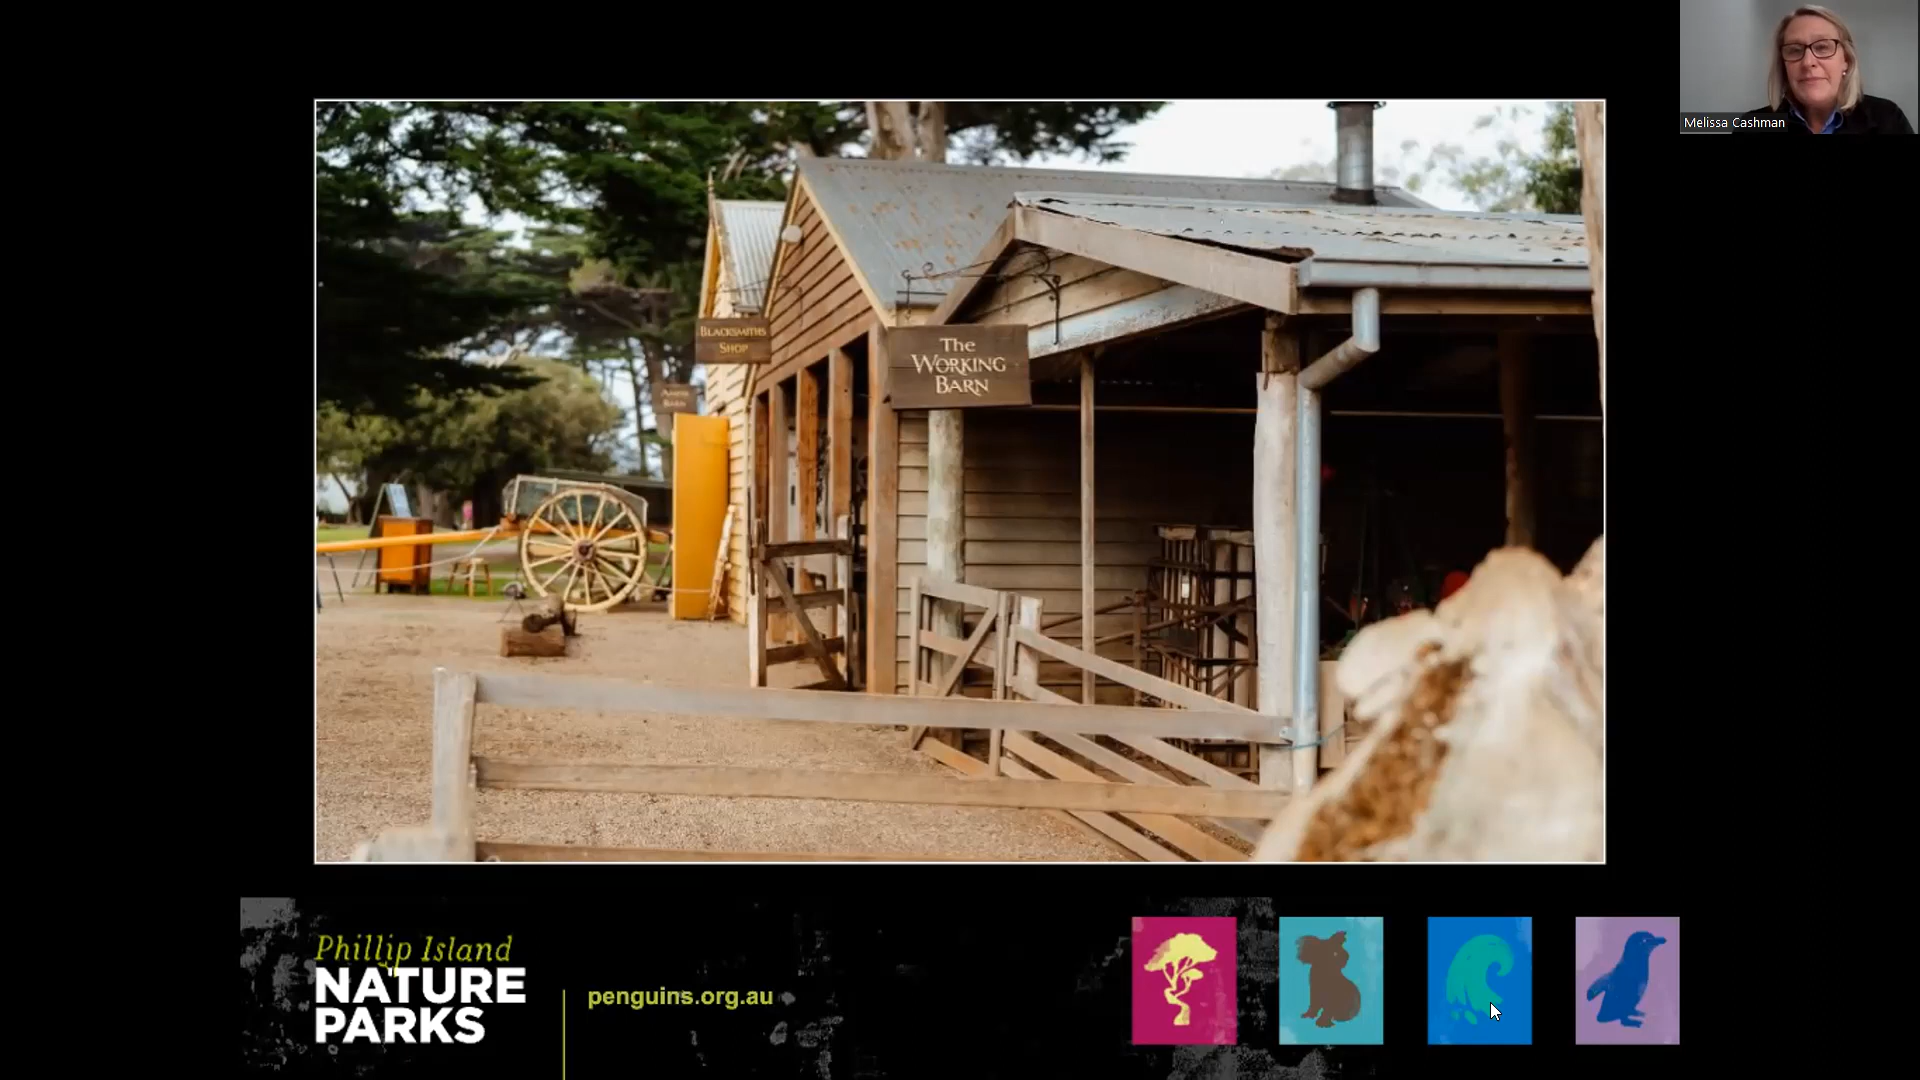 Melissa Cashman
BLACKSMITHS
SHOP
The
WORKING
BARN
Phillip Island
NATURE
PARKS
penguins.org.au